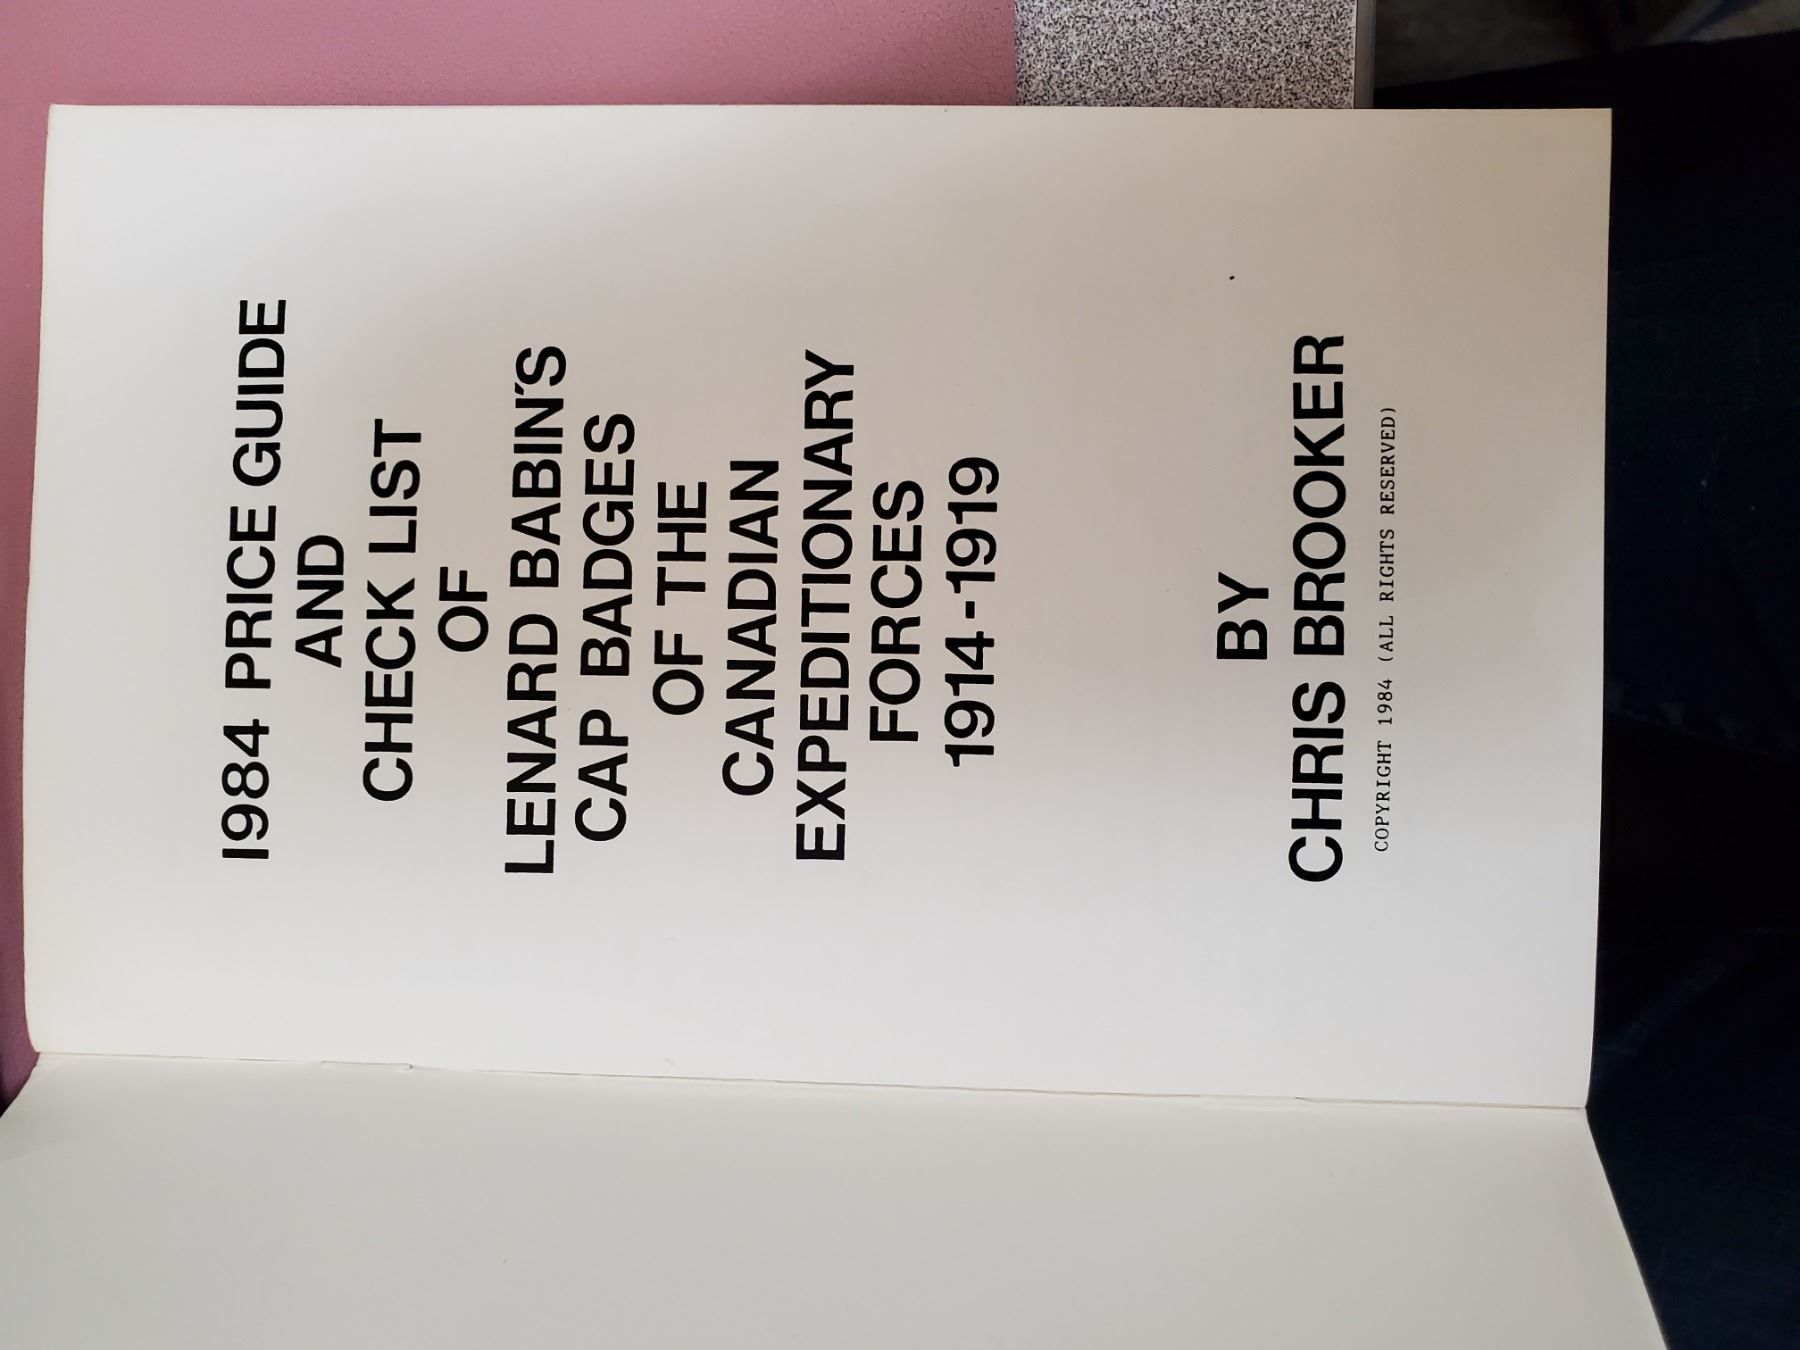 1984 PRICE GUIDE
AND
CHECK LIST
OF
LENARD BABIN'S
CAP BADGES
OF THE
CANADIAN
EXPEDITIONARY
FORCES
1914-1919
BY
CHRIS BROOKER
COPYRIGHT 1984 (ALL RIGHTS RESERVED)